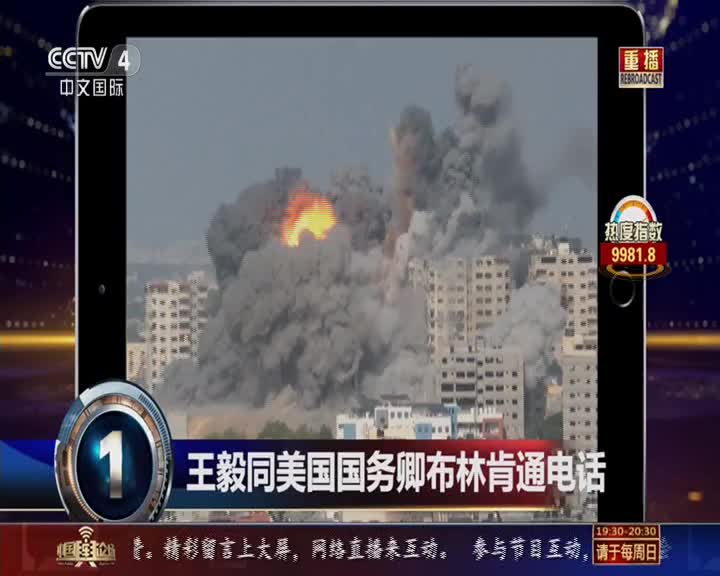 CCTV 4
中文国际
重播
REBROADCAST
热度指数
9981.8
1
王毅同美国国务卿布林肯通电话
中国舆论场
。精彩留言上大屏，网络直播来互动。 参与节目互动，
19:30-20:30
请于每周日